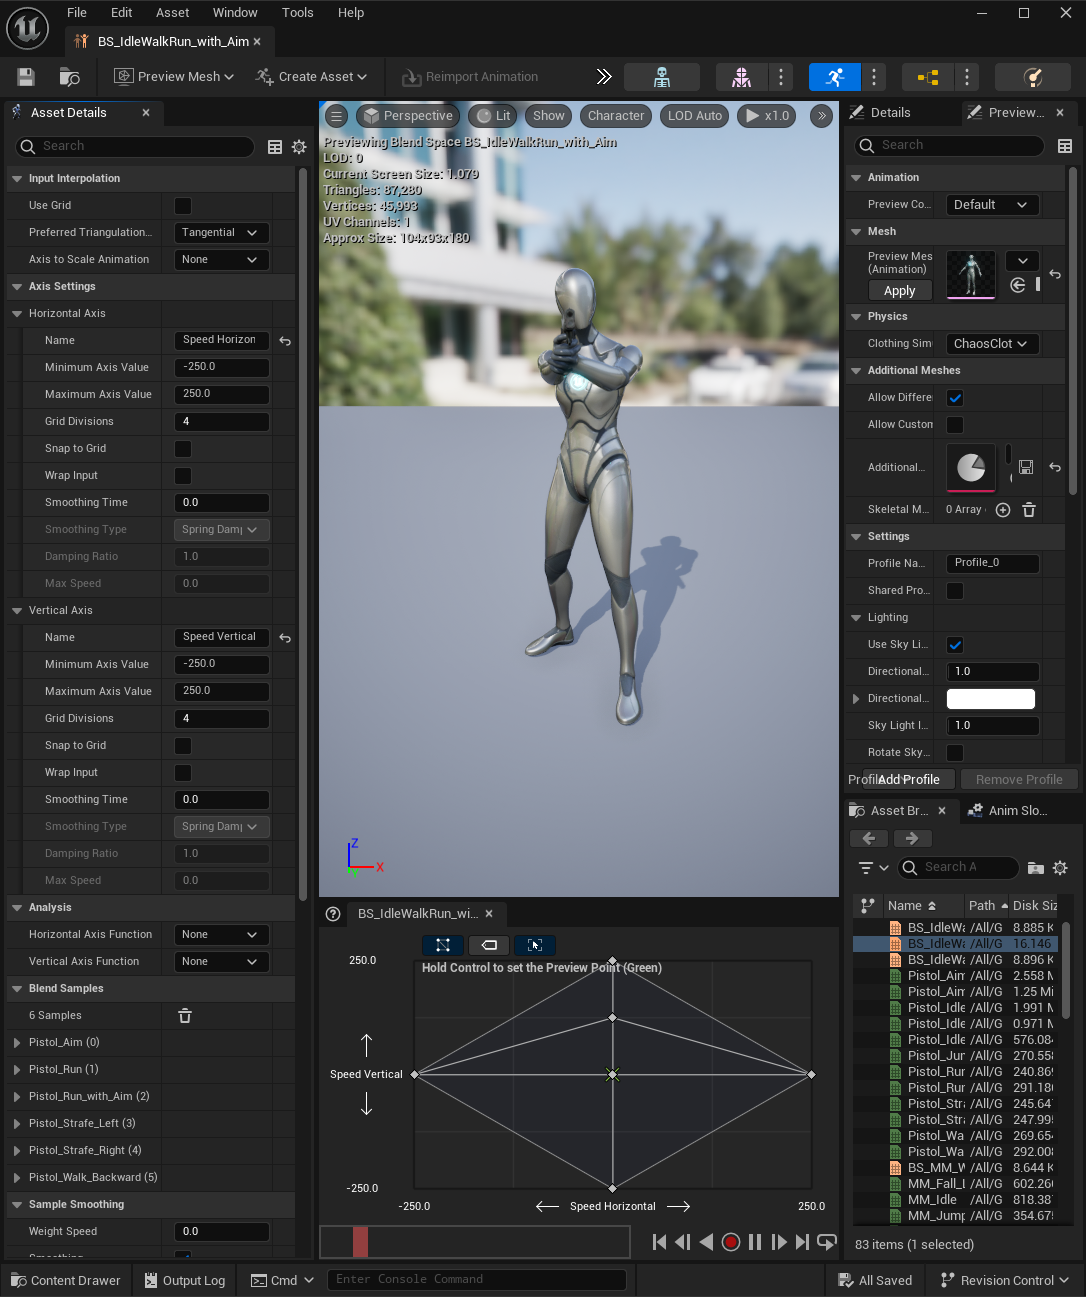 File Edit Asset Window Tools Help
BS_IdleWalkRun_with_Aim
Preview Mesh Create Asset Reimport Animation
Asset Details
Search
Input Interpolation
Use Grid
Preferred Triangulation... Tangential
Axis to Scale Animation None
Axis Settings
Horizontal Axis
Name Speed Horizon
Minimum Axis Value -250.0
Maximum Axis Value 250.0
Grid Divisions 4
Snap to Grid
Wrap Input
Smoothing Time 0.0
Smoothing Type Spring Damp
Damping Ratio 1.0
Max Speed 0.0
Vertical Axis
Name Speed Vertical
Minimum Axis Value -250.0
Maximum Axis Value 250.0
Grid Divisions 4
Snap to Grid
Wrap Input
Smoothing Time 0.0
Smoothing Type Spring Damp
Damping Ratio 1.0
Max Speed 0.0
Analysis
Horizontal Axis Function None
Vertical Axis Function None
Blend Samples
6 Samples
Pistol_Aim (0)
Pistol_Run (1)
Pistol_Run_with_Aim (2)
Pistol_Strafe_Left (3)
Pistol_Strafe_Right (4)
Pistol_Walk_Backward (5)
Sample Smoothing
Weight Speed 0.0
Perspective Lit Show Character LOD Auto x1.0
Previewing Blend Space BS_IdleWalkRun_with_Aim
LOD: 0
Current Screen Size: 1.079
Triangles: 87,280
Vertices: 45,993
UV Channels: 1
Approx Size: 104x93x180
Z
X
Y
BS_IdleWalkRun_wi...
250.0
Hold Control to set the Preview Point (Green)
Speed Vertical
-250.0
-250.0 Speed Horizontal 250.0
Details Preview...
Search
Animation
Preview Co... Default
Mesh
Preview Mes
(Animation)
Apply
Physics
Clothing Sim ChaosClot
Additional Meshes
Allow Differe
Allow Custom
Additional...
Skeletal M... 0 Array
Settings
Profile Na... Profile_0
Shared Pro...
Lighting
Use Sky Li...
Directional... 1.0
Directional...
Sky Light I... 1.0
Rotate Sky...
Profile Add Profile Remove Profile
Asset Br... Anim Slo...
Search A
Name Path Disk Siz
BS_IdleWa /All/G 8.885 K
BS_IdleWa /All/G 16.146
BS_IdleWa /All/G 8.896 K
Pistol_Aim /All/G 2.558 M
Pistol_Aim /All/G 1.25 Mi
Pistol_Idle /All/G 1.991 M
Pistol_Idle /All/G 0.971 M
Pistol_Idle /All/G 576.084
Pistol_Jun /All/G 270.558
Pistol_Rur /All/G 240.869
Pistol_Rur /All/G 291.186
Pistol_Stra /All/G 245.647
Pistol_Stra /All/G 247.995
Pistol_Wa /All/G 269.654
Pistol_Wa /All/G 292.008
BS_MM_W /All/G 8.644 K
MM_Fall_L /All/G 602.266
MM_Idle /All/G 818.387
MM_Jump /All/G 354.675
83 items (1 selected)
Content Drawer Output Log Cmd Enter Console Command All Saved Revision Control